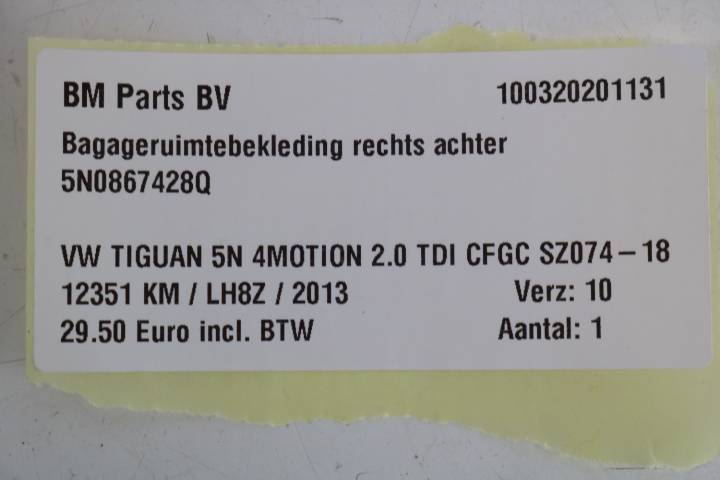 BM Parts BV 100320201131
Bagageruimtebekleding rechts achter
5N0867428Q
VW TIGUAN 5N 4MOTION 2.0 TDI CFGC SZ074-18
12351 KM / LH8Z / 2013 Verz: 10
29.50 Euro incl. BTW Aantal: 1